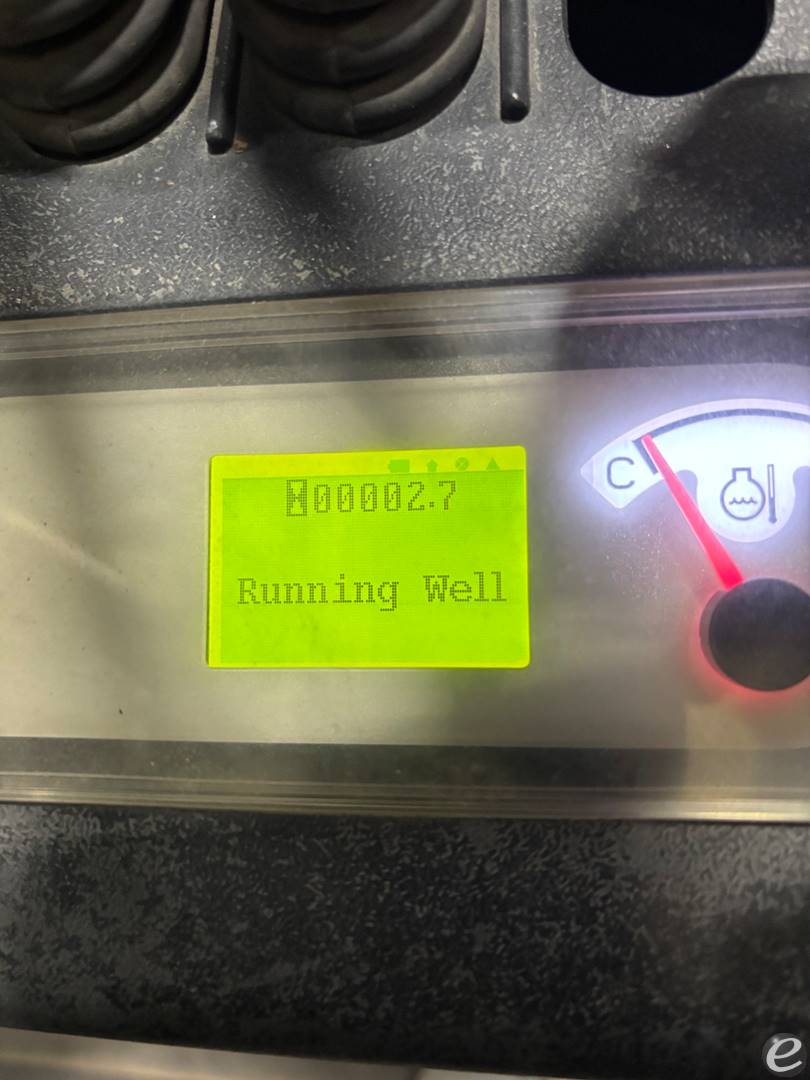 00002.7
Running Well
C
e